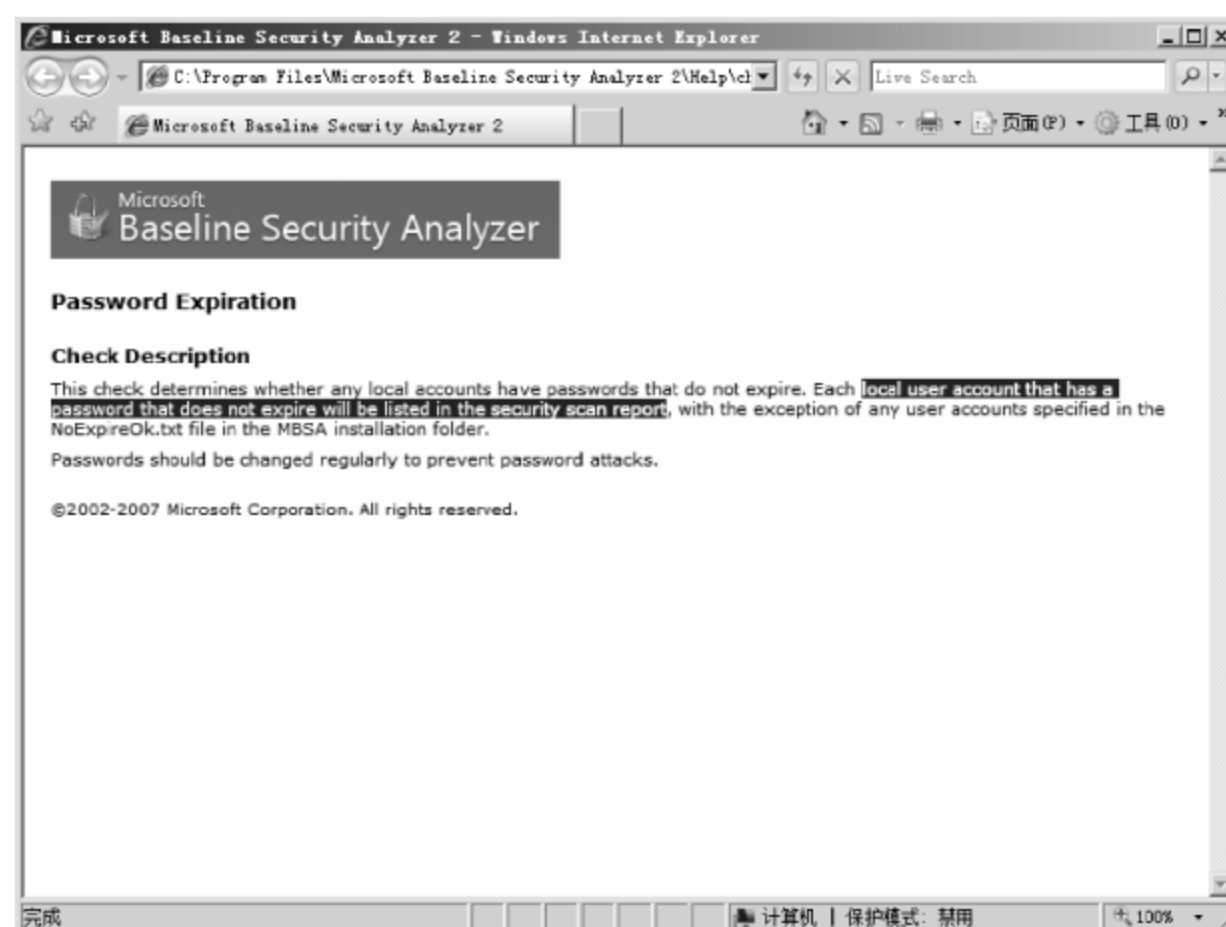 Microsoft Baseline Security Analyzer 2 - Windows Internet Explorer
C:\Program Files\Microsoft Baseline Security Analyzer 2\Help\ch
Live Search
Microsoft Baseline Security Analyzer 2
页面(P)
工具(O)
Microsoft
Baseline Security Analyzer
Password Expiration
Check Description
This check determines whether any local accounts have passwords that do not expire. Each local user account that has a
password that does not expire will be listed in the security scan report, with the exception of any user accounts specified in the
NoExpireOk.txt file in the MBSA installation folder.
Passwords should be changed regularly to prevent password attacks.
©2002-2007 Microsoft Corporation. All rights reserved.
完成
计算机 | 保护模式: 禁用
100%